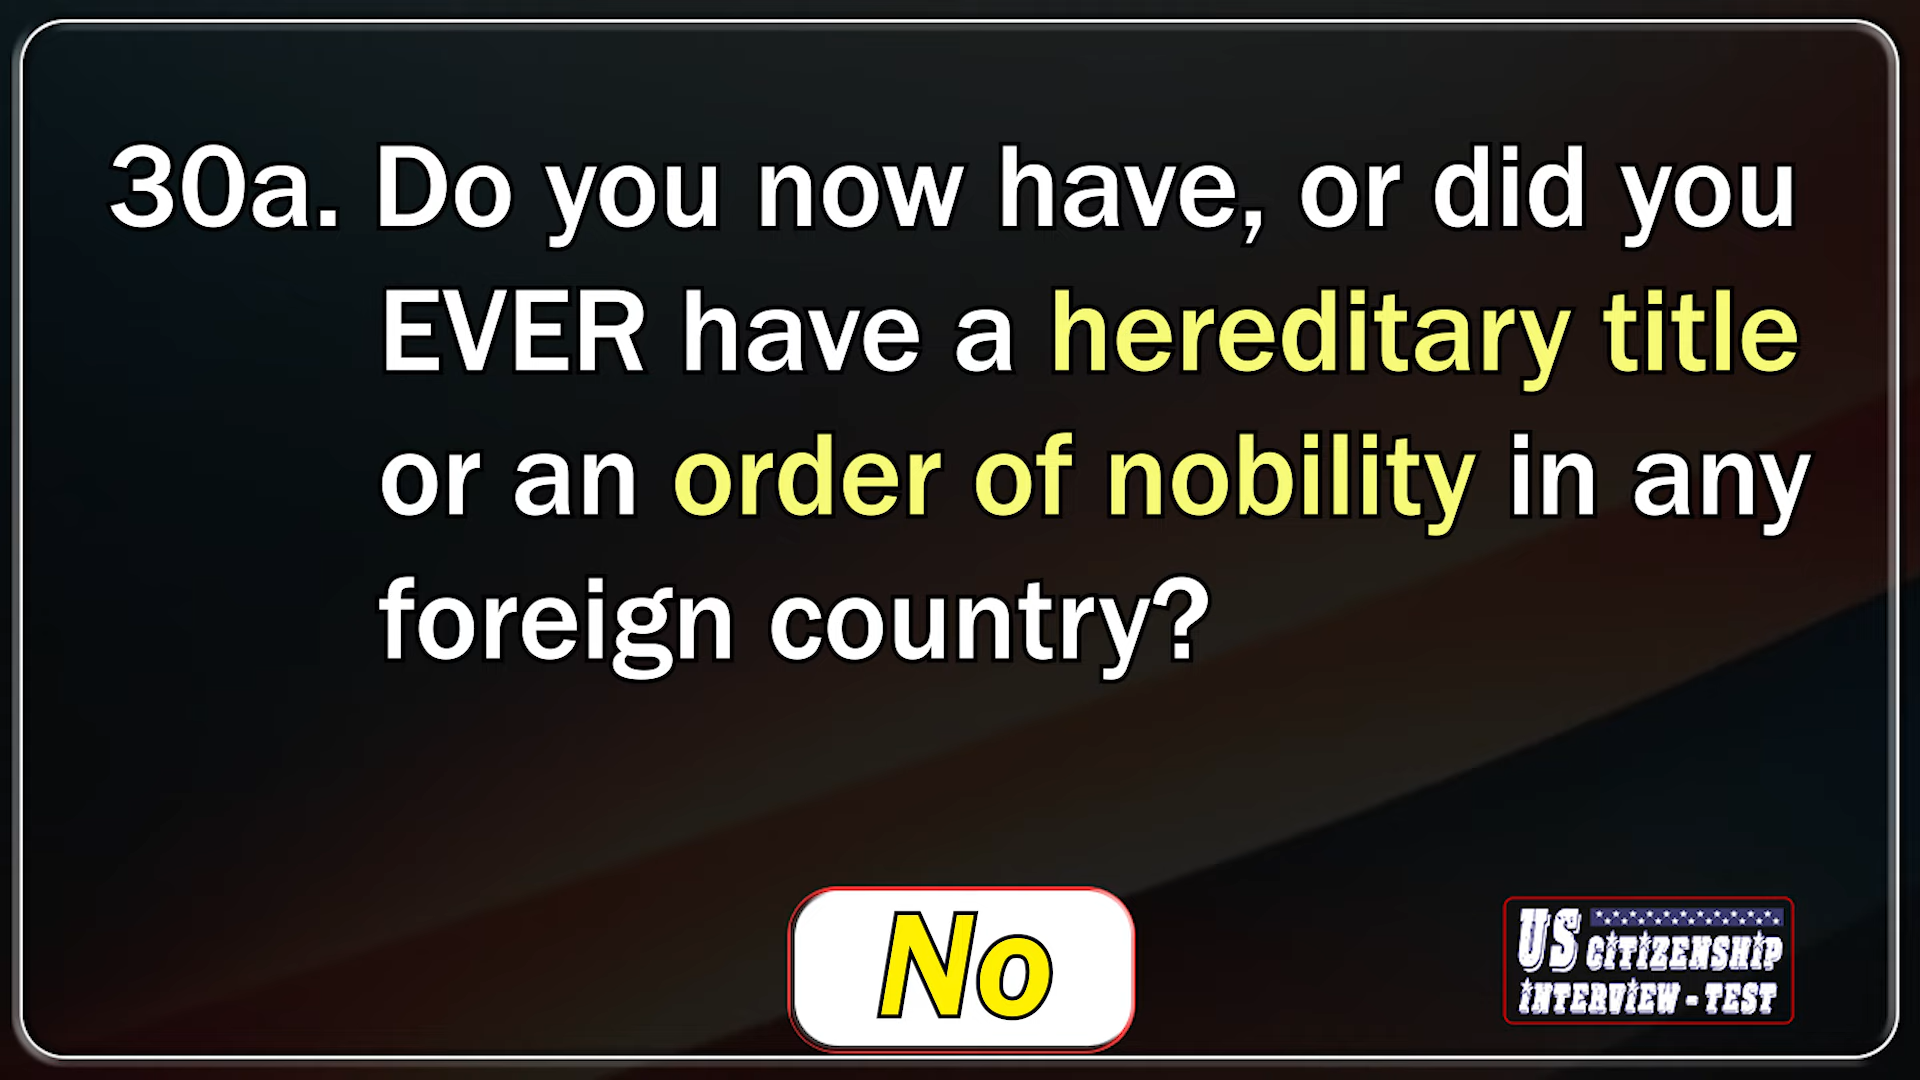 30a. Do you now have, or did you
EVER have a hereditary title
or an order of nobility in any
foreign country?
No
US CITIZENSHIP
INTERVIEW - TEST